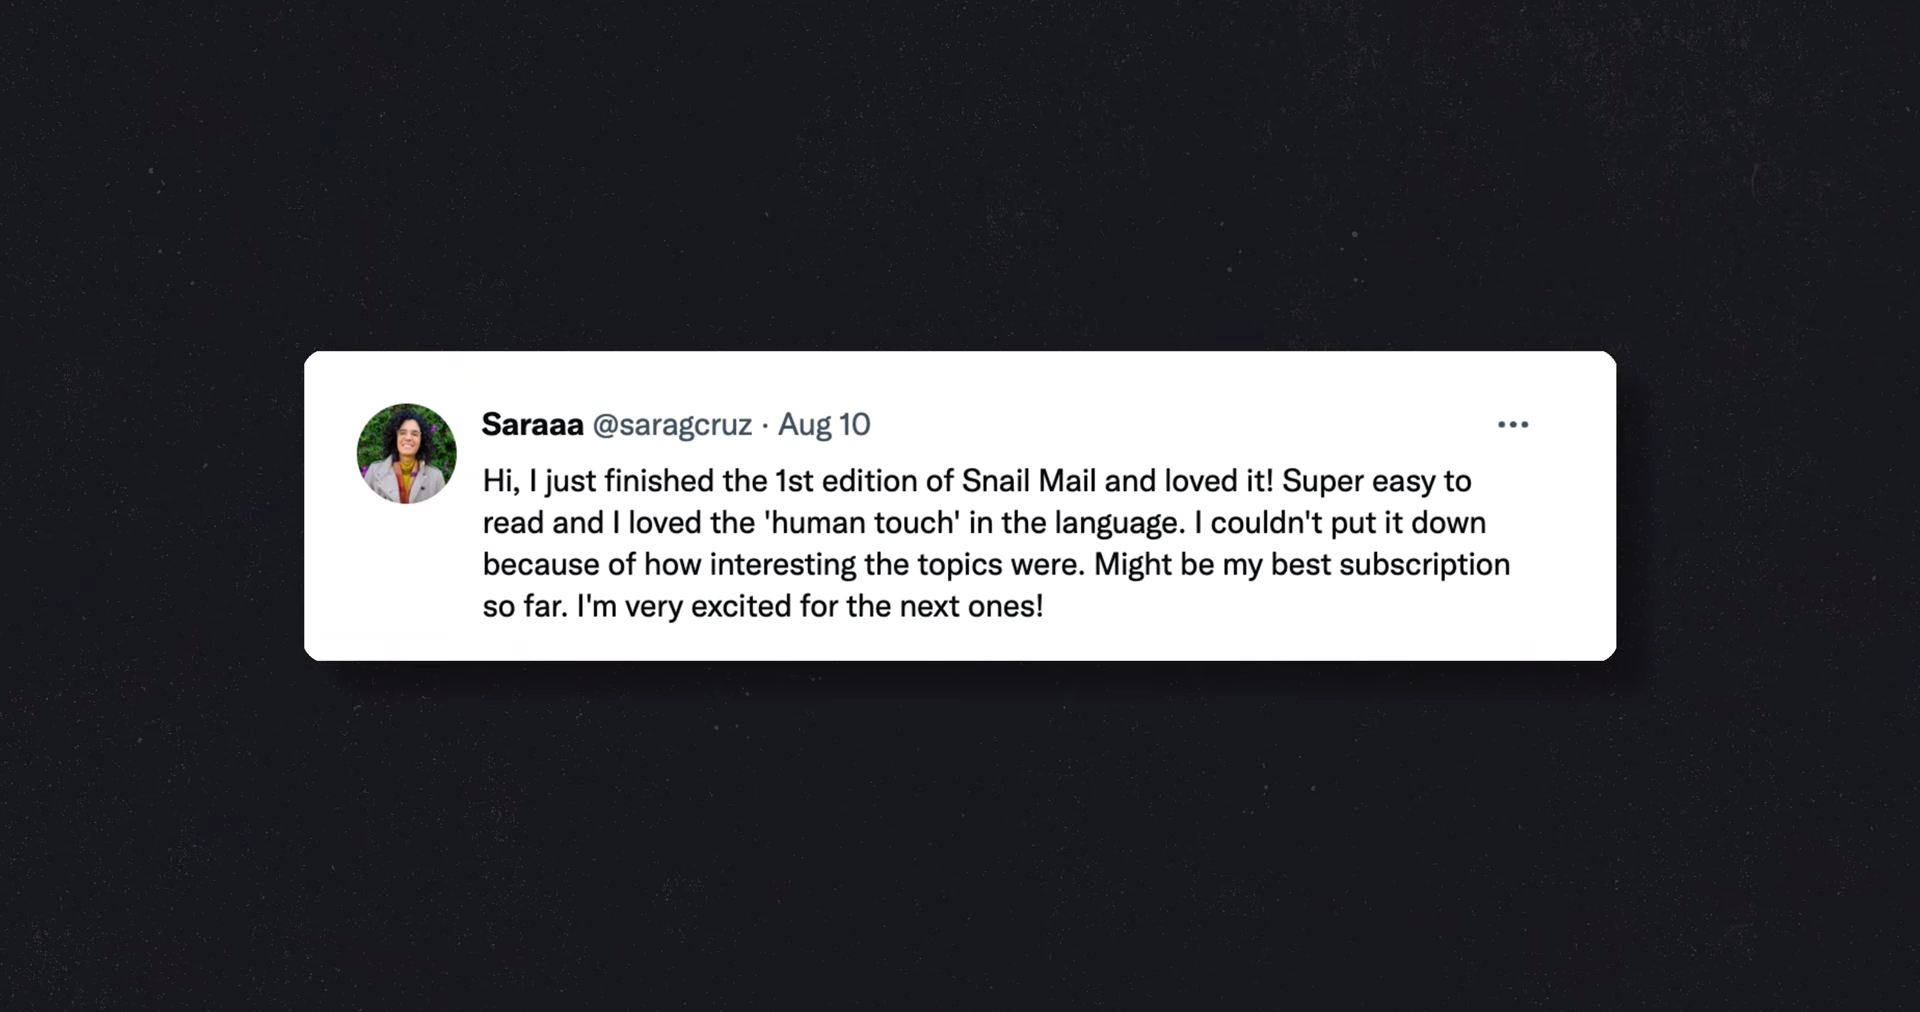 Saraaa @saragcruz · Aug 10
Hi, I just finished the 1st edition of Snail Mail and loved it! Super easy to
read and I loved the 'human touch' in the language. I couldn't put it down
because of how interesting the topics were. Might be my best subscription
so far. I'm very excited for the next ones!